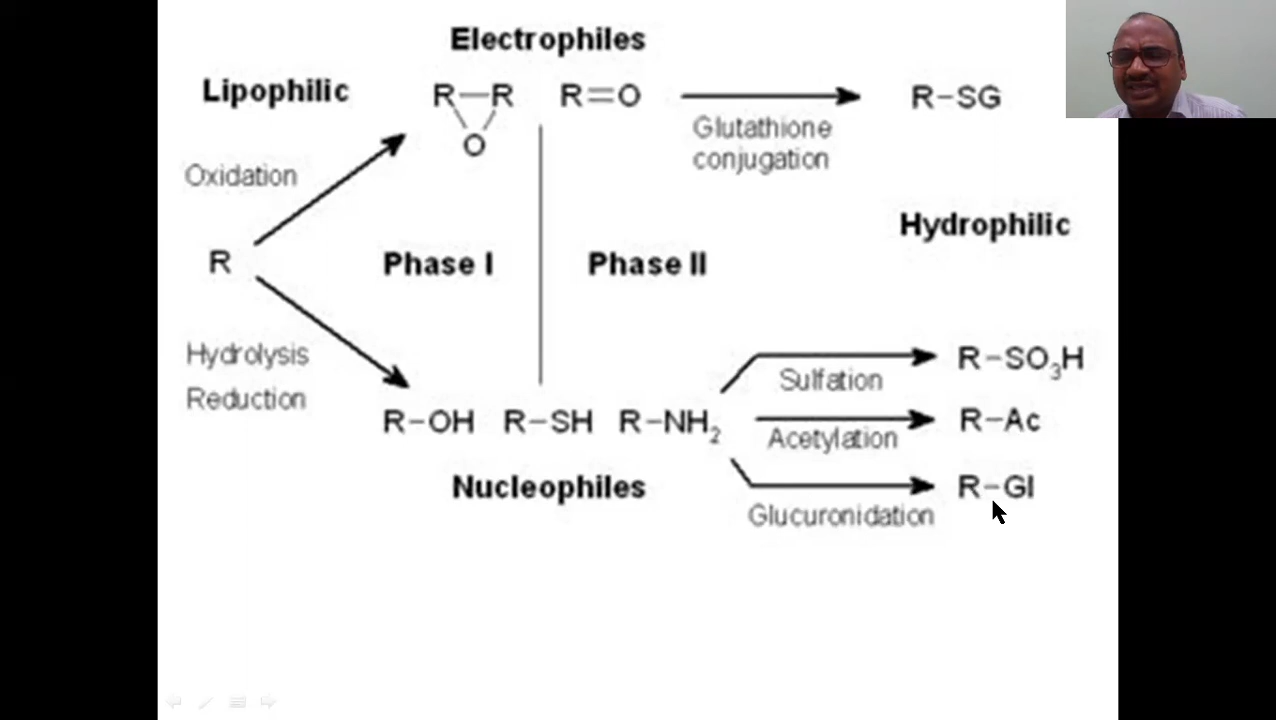 Electrophiles
Lipophilic
R—R R=O
O
R-SG
Glutathione
conjugation
Oxidation
Hydrophilic
R
Phase I
Phase II
Hydrolysis
Reduction
R-SO₃H
Sulfation
R-OH R-SH R-NH₂
R-Ac
Acetylation
Nucleophiles
R-Gl
Glucuronidation